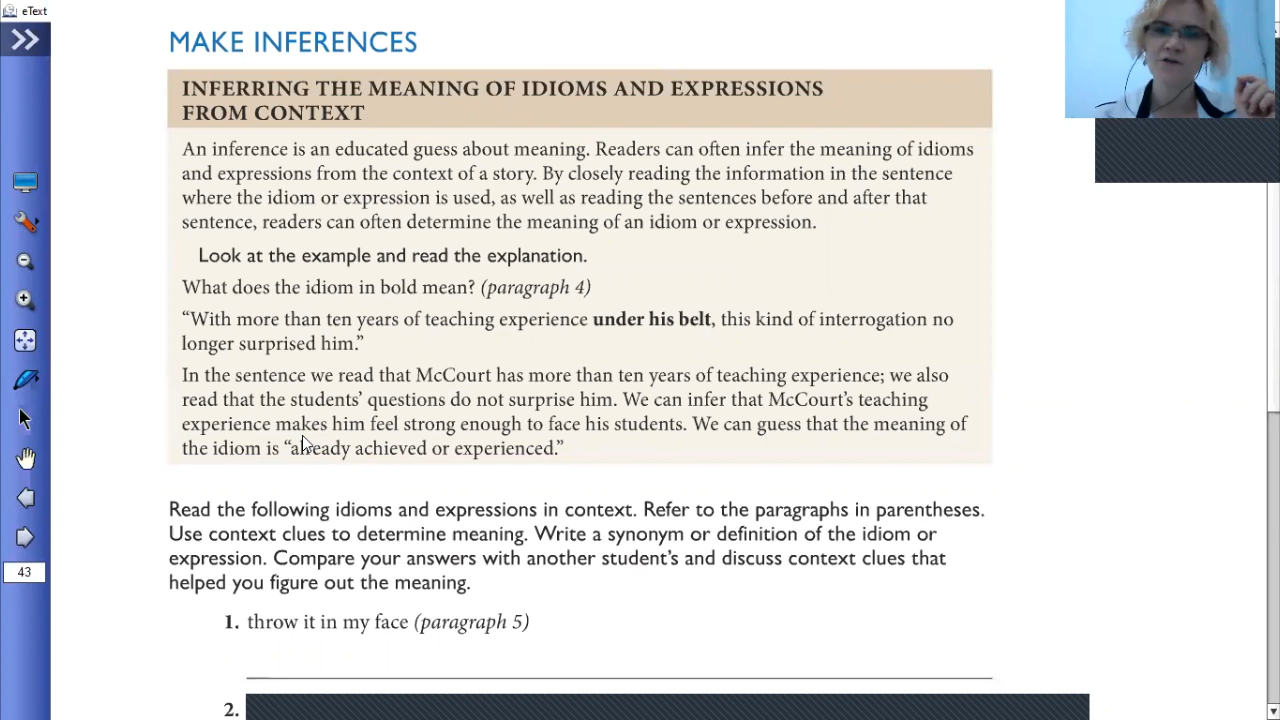 eText
MAKE INFERENCES
INFERRING THE MEANING OF IDIOMS AND EXPRESSIONS
FROM CONTEXT
An inference is an educated guess about meaning. Readers can often infer the meaning of idioms
and expressions from the context of a story. By closely reading the information in the sentence
where the idiom or expression is used, as well as reading the sentences before and after that
sentence, readers can often determine the meaning of an idiom or expression.
Look at the example and read the explanation.
What does the idiom in bold mean? (paragraph 4)
“With more than ten years of teaching experience under his belt, this kind of interrogation no
longer surprised him.”
In the sentence we read that McCourt has more than ten years of teaching experience; we also
read that the students’ questions do not surprise him. We can infer that McCourt’s teaching
experience makes him feel strong enough to face his students. We can guess that the meaning of
the idiom is “already achieved or experienced.”
43
Read the following idioms and expressions in context. Refer to the paragraphs in parentheses.
Use context clues to determine meaning. Write a synonym or definition of the idiom or
expression. Compare your answers with another student’s and discuss context clues that
helped you figure out the meaning.
1. throw it in my face (paragraph 5)
2.